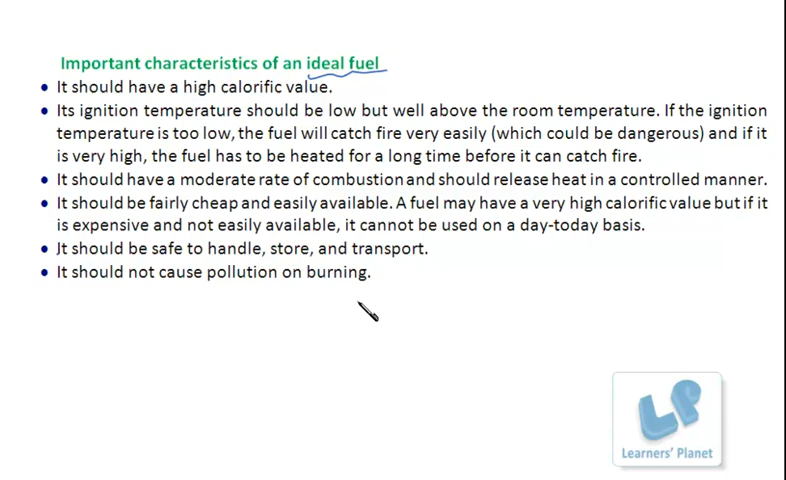 Important characteristics of an ideal fuel
• It should have a high calorific value.
• Its ignition temperature should be low but well above the room temperature. If the ignition
temperature is too low, the fuel will catch fire very easily (which could be dangerous) and if it
is very high, the fuel has to be heated for a long time before it can catch fire.
• It should have a moderate rate of combustion and should release heat in a controlled manner.
• It should be fairly cheap and easily available. A fuel may have a very high calorific value but if it
is expensive and not easily available, it cannot be used on a day-today basis.
• Jt should be safe to handle, store, and transport.
• It should not cause pollution on burning.
LP
Learners' Planet